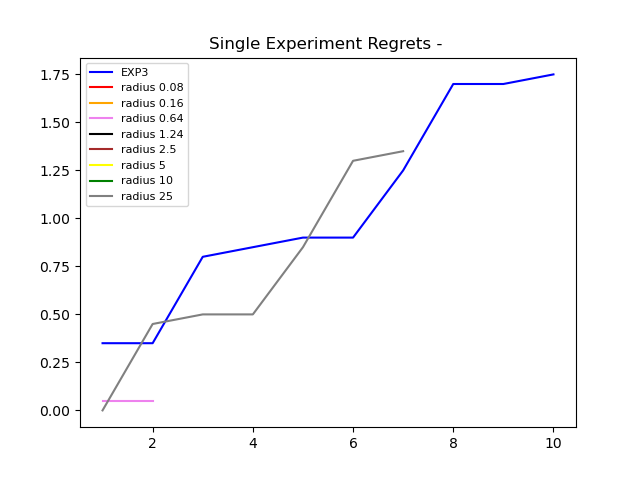 Single Experiment Regrets -
EXP3
radius 0.08
radius 0.16
radius 0.64
radius 1.24
radius 2.5
radius 5
radius 10
radius 25
1.75
1.50
1.25
1.00
0.75
0.50
0.25
0.00
2 4 6 8 10